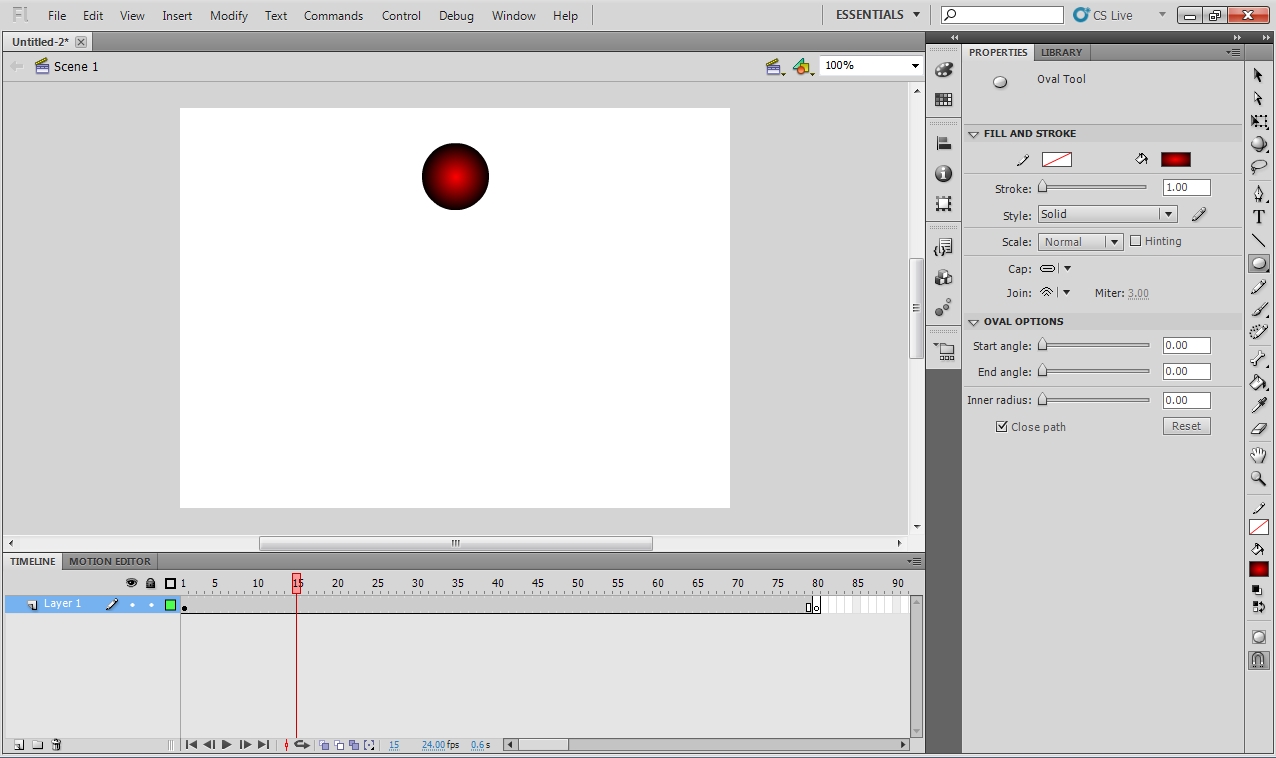 Fl File Edit View Insert Modify Text Commands Control Debug Window Help ESSENTIALS CS Live
Untitled-2*
Scene 1 100%
PROPERTIES LIBRARY
Oval Tool
FILL AND STROKE
Stroke: 1.00
Style: Solid
Scale: Normal Hinting
Cap:
Join: Miter: 3.00
OVAL OPTIONS
Start angle: 0.00
End angle: 0.00
Inner radius: 0.00
Close path Reset
T
TIMELINE MOTION EDITOR
1 5 10 15 20 25 30 35 40 45 50 55 60 65 70 75 80 85 90
Layer 1
15 24.00 fps 0.6 s